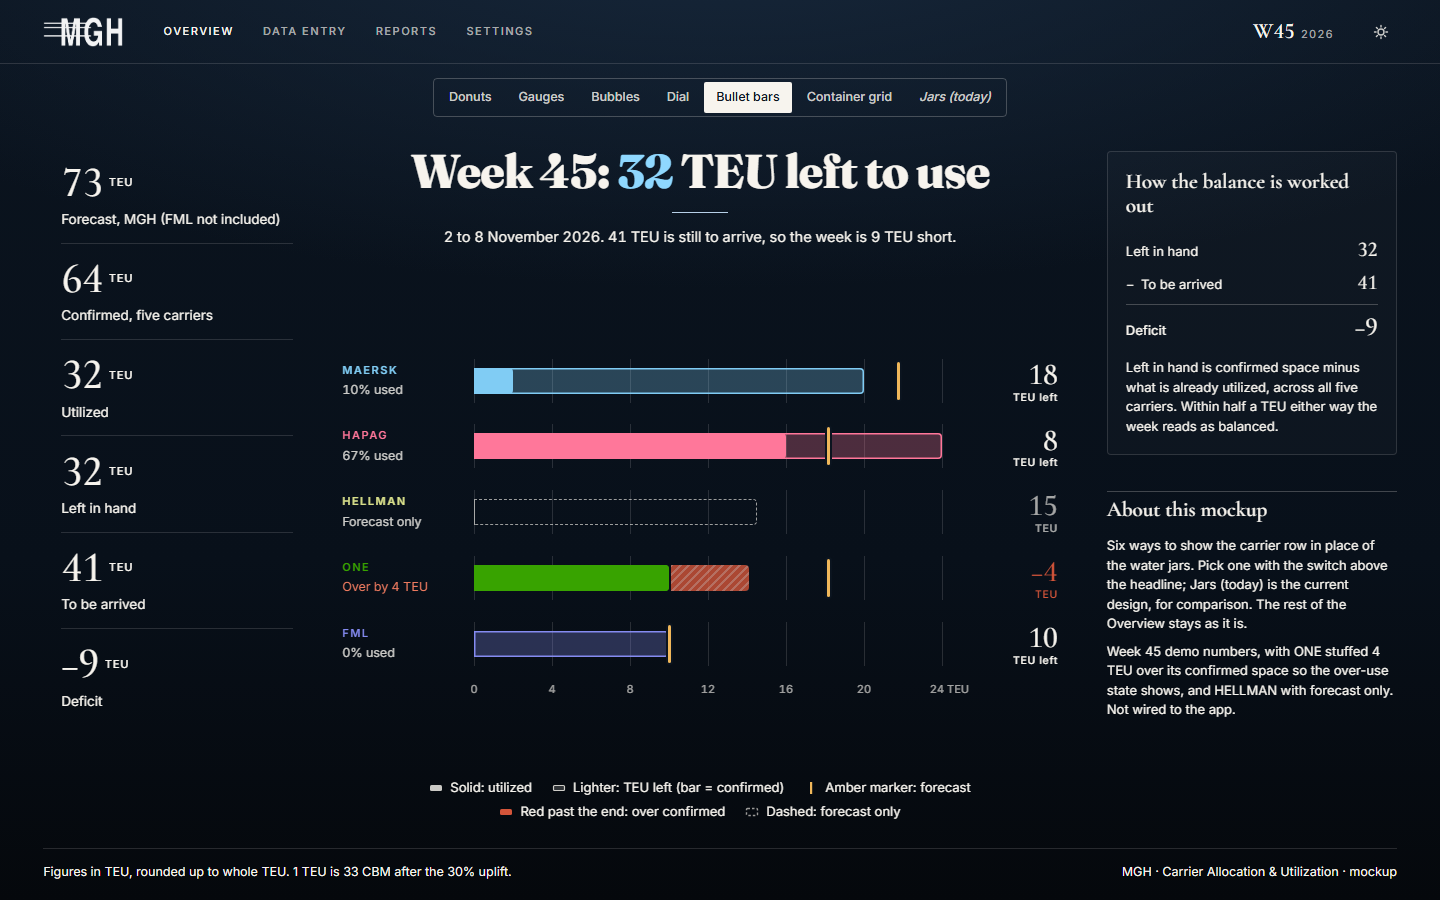 MGH
OVERVIEW DATA ENTRY REPORTS SETTINGS
W45 2026
Donuts Gauges Bubbles Dial Bullet bars Container grid Jars (today)
73 TEU
Forecast, MGH (FML not included)
64 TEU
Confirmed, five carriers
32 TEU
Utilized
32 TEU
Left in hand
41 TEU
To be arrived
–9 TEU
Deficit
Week 45: 32 TEU left to use
2 to 8 November 2026. 41 TEU is still to arrive, so the week is 9 TEU short.
MAERSK
10% used
18
TEU left
HAPAG
67% used
8
TEU left
HELLMAN
Forecast only
15
TEU
ONE
Over by 4 TEU
–4
TEU
FML
0% used
10
TEU left
0 4 8 12 16 20 24 TEU
Solid: utilized Lighter: TEU left (bar = confirmed) Amber marker: forecast
Red past the end: over confirmed Dashed: forecast only
How the balance is worked
out
Left in hand 32
– To be arrived 41
Deficit –9
Left in hand is confirmed space minus
what is already utilized, across all five
carriers. Within half a TEU either way the
week reads as balanced.
About this mockup
Six ways to show the carrier row in place of
the water jars. Pick one with the switch above
the headline; Jars (today) is the current
design, for comparison. The rest of the
Overview stays as it is.
Week 45 demo numbers, with ONE stuffed 4
TEU over its confirmed space so the over-use
state shows, and HELLMAN with forecast only.
Not wired to the app.
Figures in TEU, rounded up to whole TEU. 1 TEU is 33 CBM after the 30% uplift.
MGH · Carrier Allocation & Utilization · mockup